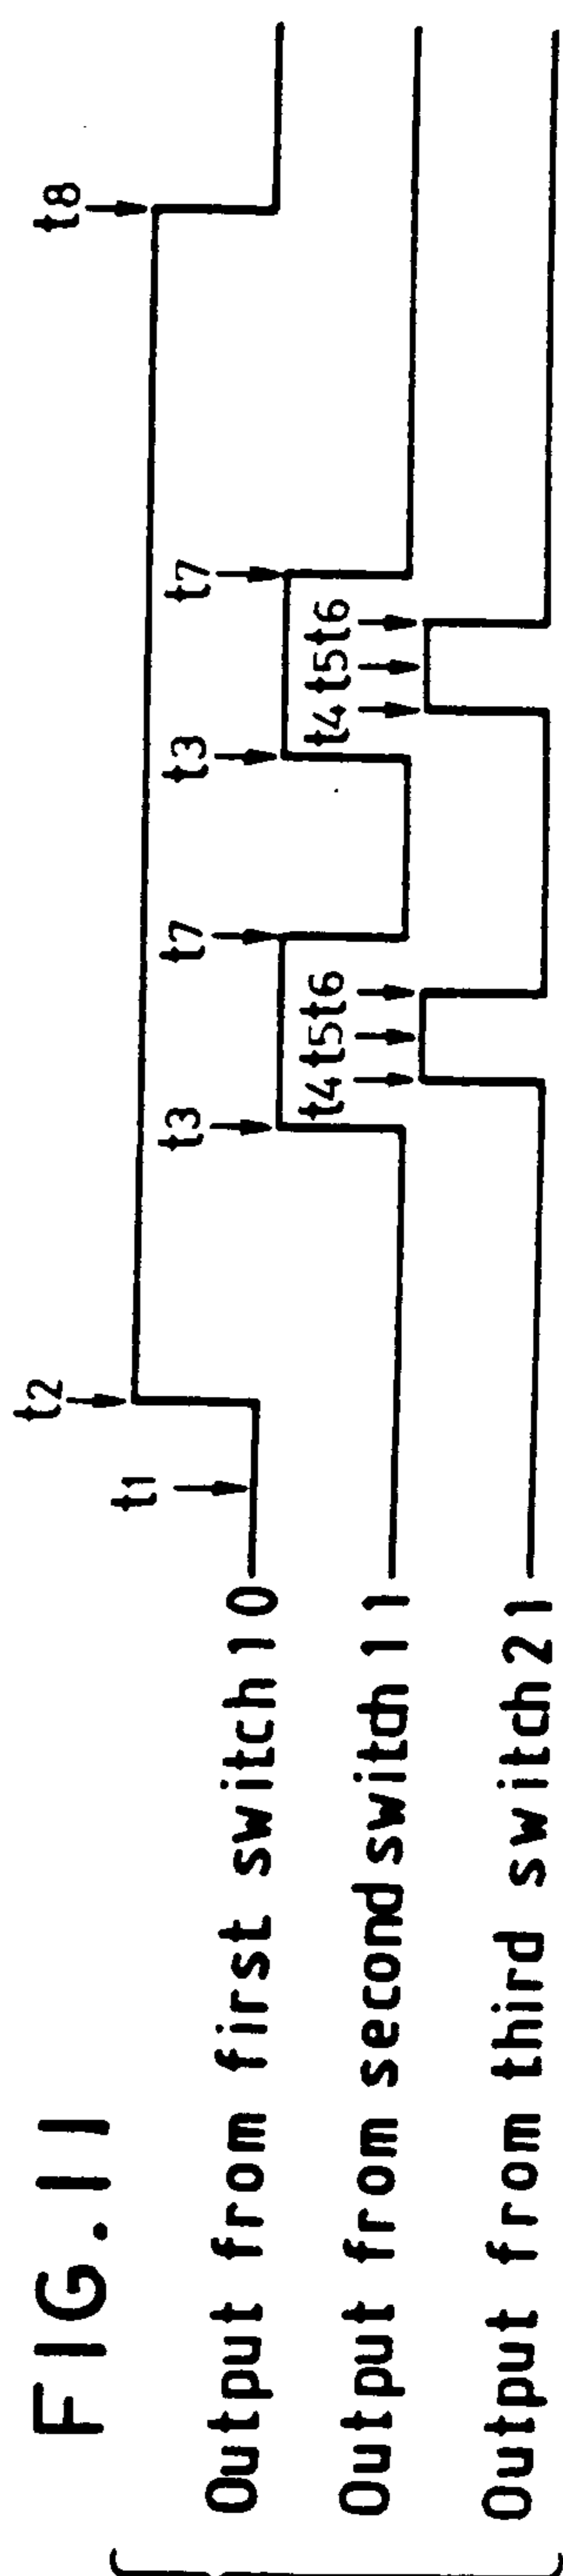 FIG. 11
Output from first switch 10
t1
t2
t8
Output from second switch 11
t3
t7
t3
t7
Output from third switch 21
t4 t5 t6
t4 t5 t6